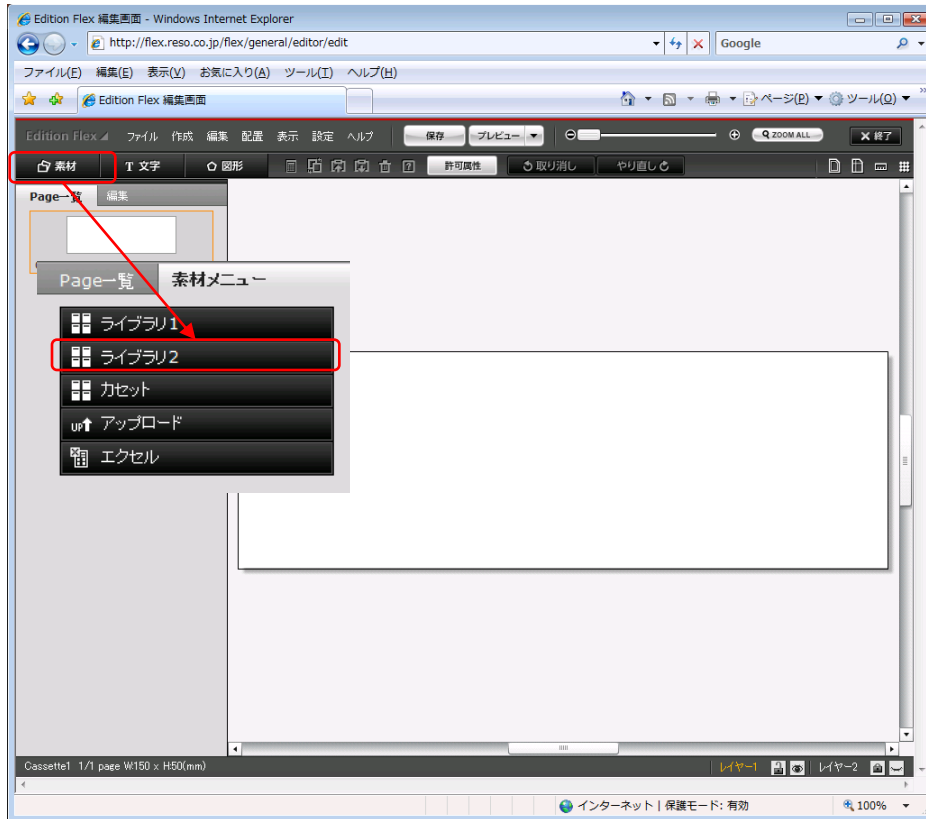 Edition Flex 編集画面 - Windows Internet Explorer
http://flex.reso.co.jp/flex/general/editor/edit
Google
ファイル(F) 編集(E) 表示(V) お気に入り(A) ツール(T) ヘルプ(H)
Edition Flex 編集画面
ページ(P) ツール(O)
Edition Flex ファイル 作成 編集 配置 表示 設定 ヘルプ 保存 プレビュー ZOOM ALL 終了
素材 T 文字 図形 許可属性 取り消し やり直し
Page一覧 編集
Page一覧 素材メニュー
ライブラリ1
ライブラリ2
カセット
UP アップロード
エクセル
Cassette1 1/1 page W:150 x H:50(mm)
レイヤー1 レイヤー2
インターネット | 保護モード: 有効
100%